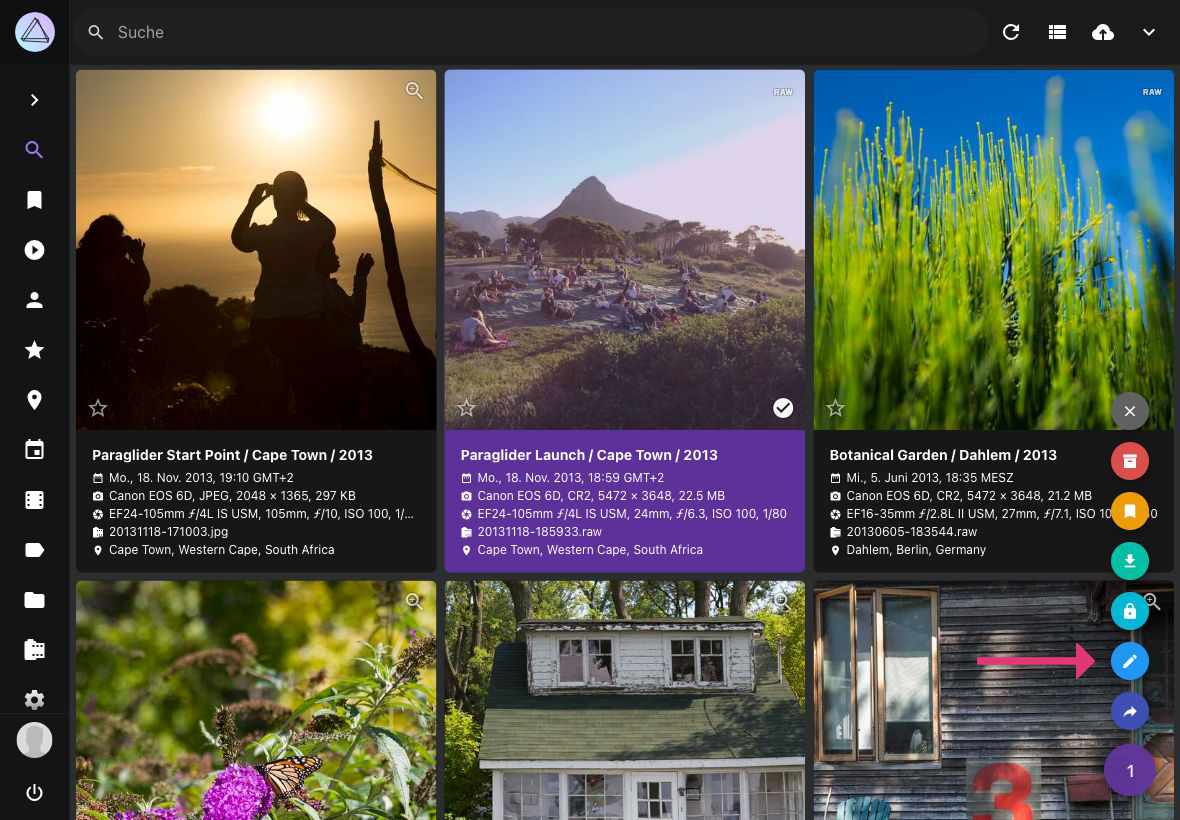 Suche
RAW
RAW
Paraglider Start Point / Cape Town / 2013
Mo., 18. Nov. 2013, 19:10 GMT+2
Canon EOS 6D, JPEG, 2048 × 1365, 297 KB
EF24-105mm ƒ/4L IS USM, 105mm, ƒ/10, ISO 100, 1/...
20131118-171003.jpg
Cape Town, Western Cape, South Africa
Paraglider Launch / Cape Town / 2013
Mo., 18. Nov. 2013, 18:59 GMT+2
Canon EOS 6D, CR2, 5472 × 3648, 22.5 MB
EF24-105mm ƒ/4L IS USM, 24mm, ƒ/6.3, ISO 100, 1/80
20131118-185933.raw
Cape Town, Western Cape, South Africa
Botanical Garden / Dahlem / 2013
Mi., 5. Juni 2013, 18:35 MESZ
Canon EOS 6D, CR2, 5472 × 3648, 21.2 MB
EF16-35mm ƒ/2.8L II USM, 27mm, ƒ/7.1, ISO
20130605-183544.raw
Dahlem, Berlin, Germany
3
1